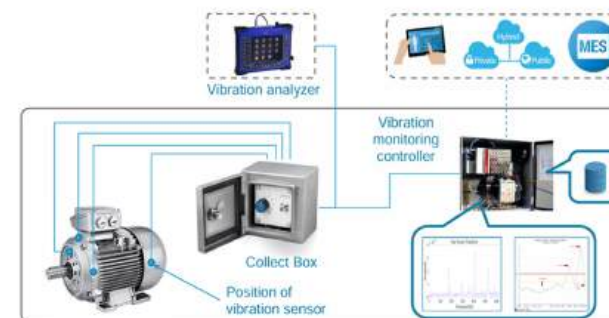 Hybrid
Private
Public
MES
Vibration analyzer
Vibration
monitoring
controller
Collect Box
Position of
vibration sensor